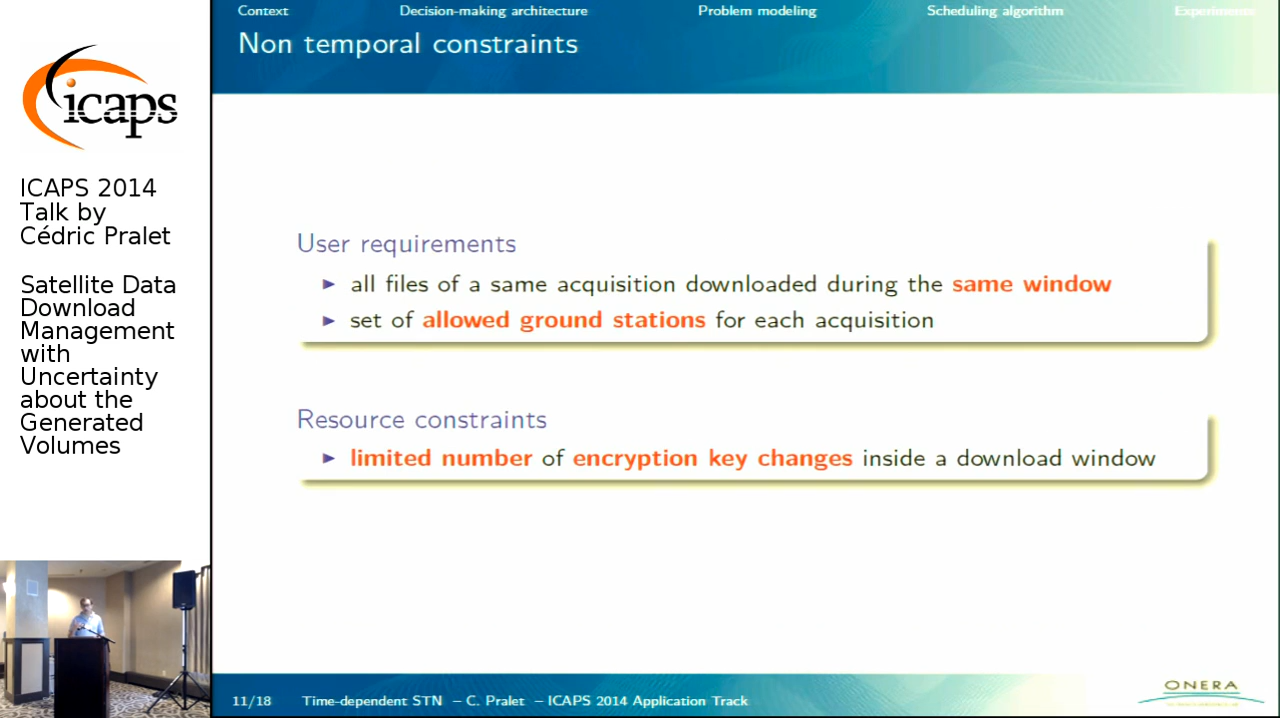 icaps
ICAPS 2014
Talk by
Cédric Pralet
Satellite Data
Download
Management
with
Uncertainty
about the
Generated
Volumes
Context Decision-making architecture Problem modeling Scheduling algorithm Experiments
Non temporal constraints
User requirements
► all files of a same acquisition downloaded during the same window
► set of allowed ground stations for each acquisition
Resource constraints
► limited number of encryption key changes inside a download window
11/18 Time-dependent STN – C. Pralet – ICAPS 2014 Application Track
ONERA